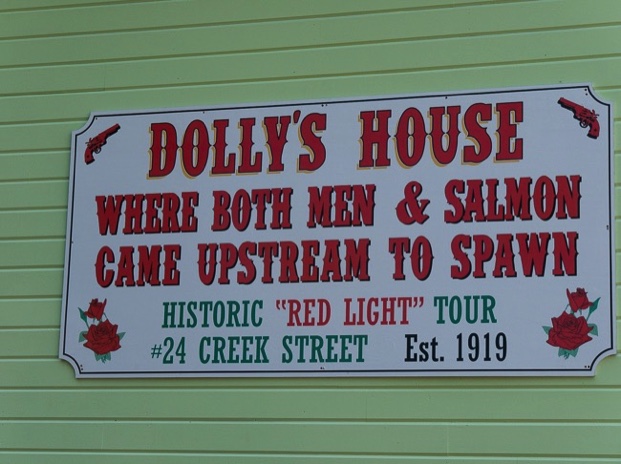 DOLLY'S HOUSE
WHERE BOTH MEN & SALMON
CAME UPSTREAM TO SPAWN
HISTORIC "RED LIGHT" TOUR
#24 CREEK STREET Est. 1919